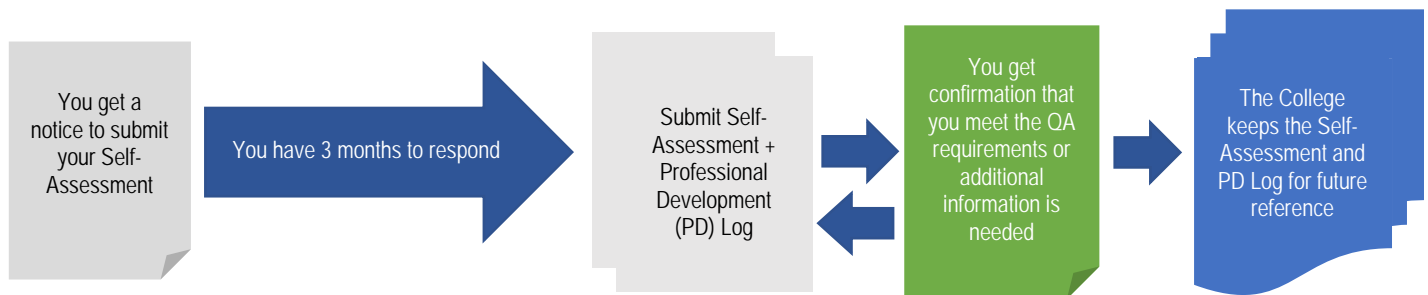 You get a
notice to submit
your Self-
Assessment
You have 3 months to respond
Submit Self-
Assessment +
Professional
Development
(PD) Log
You get
confirmation that
you meet the QA
requirements or
additional
information is
needed
The College
keeps the Self-
Assessment and
PD Log for future
reference